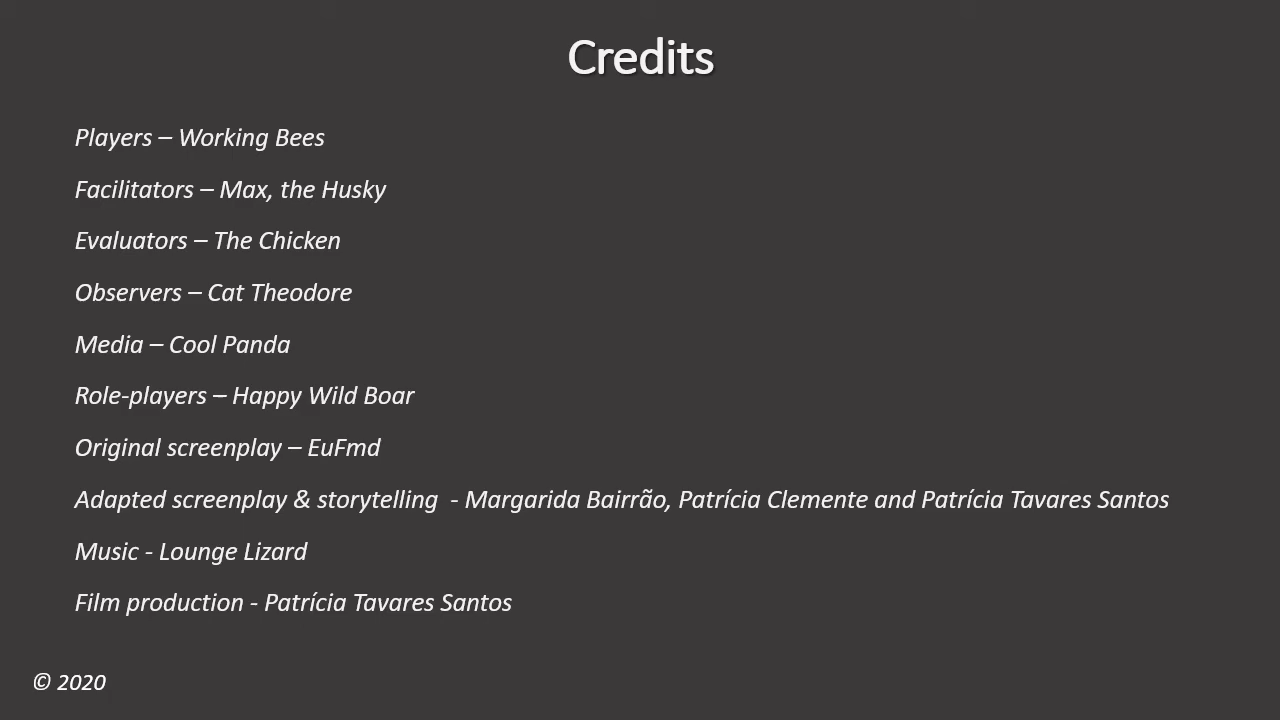 Credits
Players – Working Bees
Facilitators – Max, the Husky
Evaluators – The Chicken
Observers – Cat Theodore
Media – Cool Panda
Role-players – Happy Wild Boar
Original screenplay – EuFmd
Adapted screenplay & storytelling  - Margarida Bairrão, Patrícia Clemente and Patrícia Tavares Santos
Music - Lounge Lizard
Film production - Patrícia Tavares Santos
© 2020